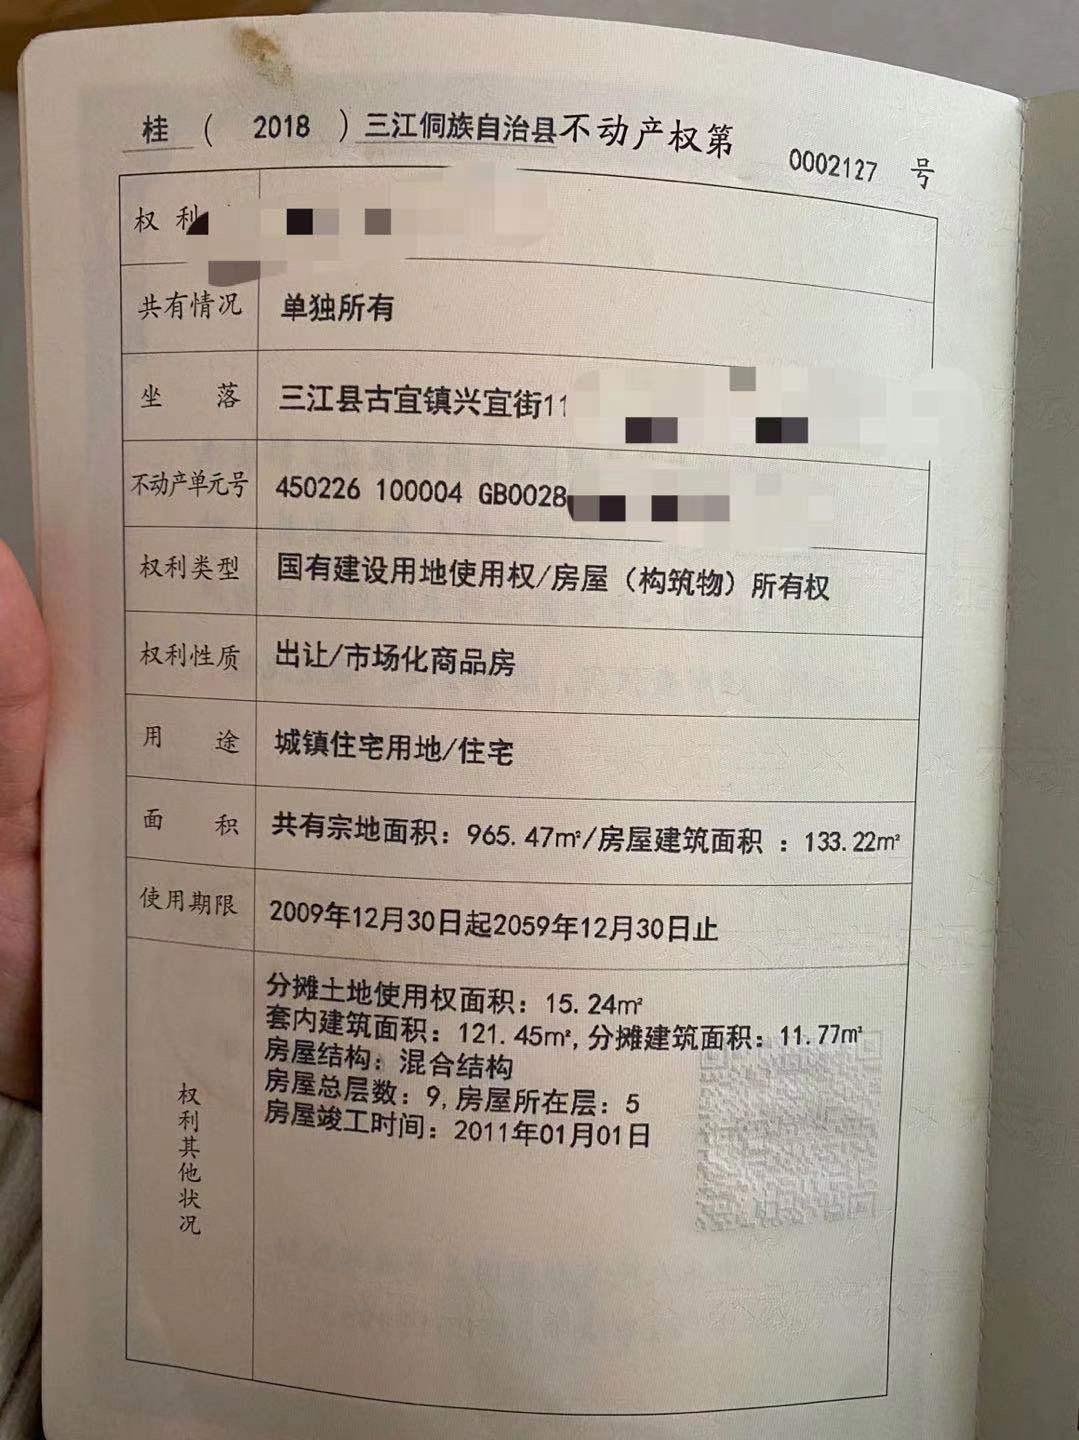 桂 ( 2018 ) 三江侗族自治县不动产权第 0002127 号
权 利
共有情况 单独所有
坐 落 三江县古宜镇兴宜街11
不动产单元号 450226 100004 GB0028
权利类型 国有建设用地使用权/房屋（构筑物）所有权
权利性质 出让/市场化商品房
用 途 城镇住宅用地/住宅
面 积 共有宗地面积：965.47㎡/房屋建筑面积 ：133.22㎡
使用期限 2009年12月30日起2059年12月30日止
权利其他状况
分摊土地使用权面积：15.24㎡
套内建筑面积：121.45㎡,分摊建筑面积：11.77㎡
房屋结构：混合结构
房屋总层数：9,房屋所在层：5
房屋竣工时间：2011年01月01日